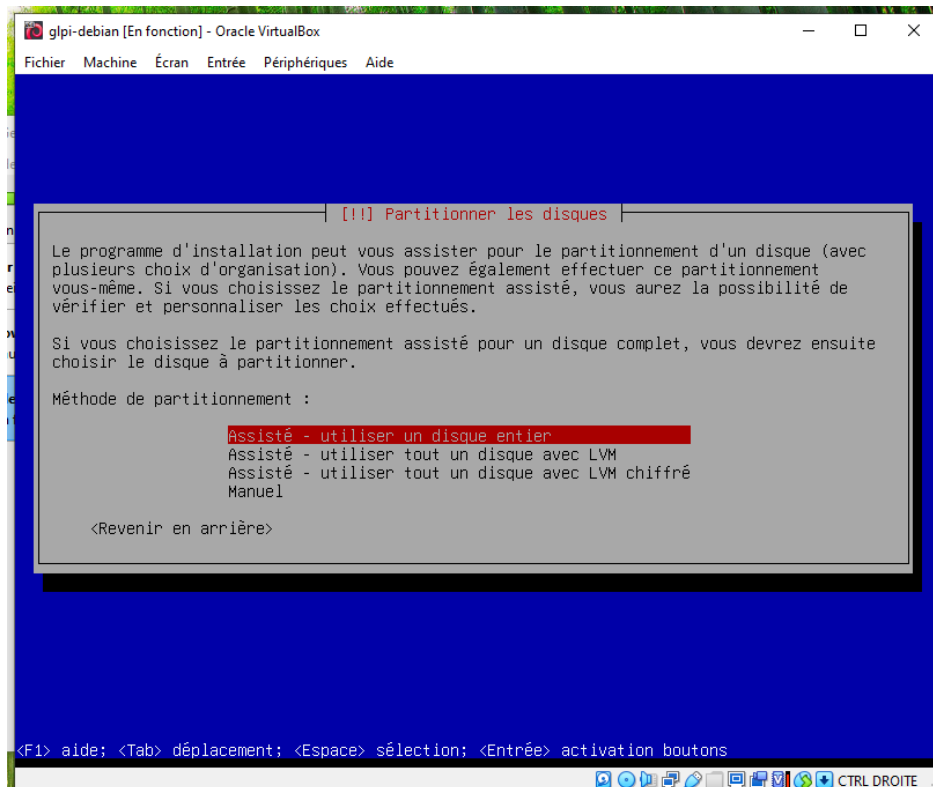 glpi-debian [En fonction] - Oracle VirtualBox
Fichier Machine Écran Entrée Périphériques Aide
[!!] Partitionner les disques
Le programme d'installation peut vous assister pour le partitionnement d'un disque (avec
plusieurs choix d'organisation). Vous pouvez également effectuer ce partitionnement
vous-même. Si vous choisissez le partitionnement assisté, vous aurez la possibilité de
vérifier et personnaliser les choix effectués.
Si vous choisissez le partitionnement assisté pour un disque complet, vous devrez ensuite
choisir le disque à partitionner.
Méthode de partitionnement :
Assisté - utiliser un disque entier
Assisté - utiliser tout un disque avec LVM
Assisté - utiliser tout un disque avec LVM chiffré
Manuel
<Revenir en arrière>
<F1> aide; <Tab> déplacement; <Espace> sélection; <Entrée> activation boutons
CTRL DROITE